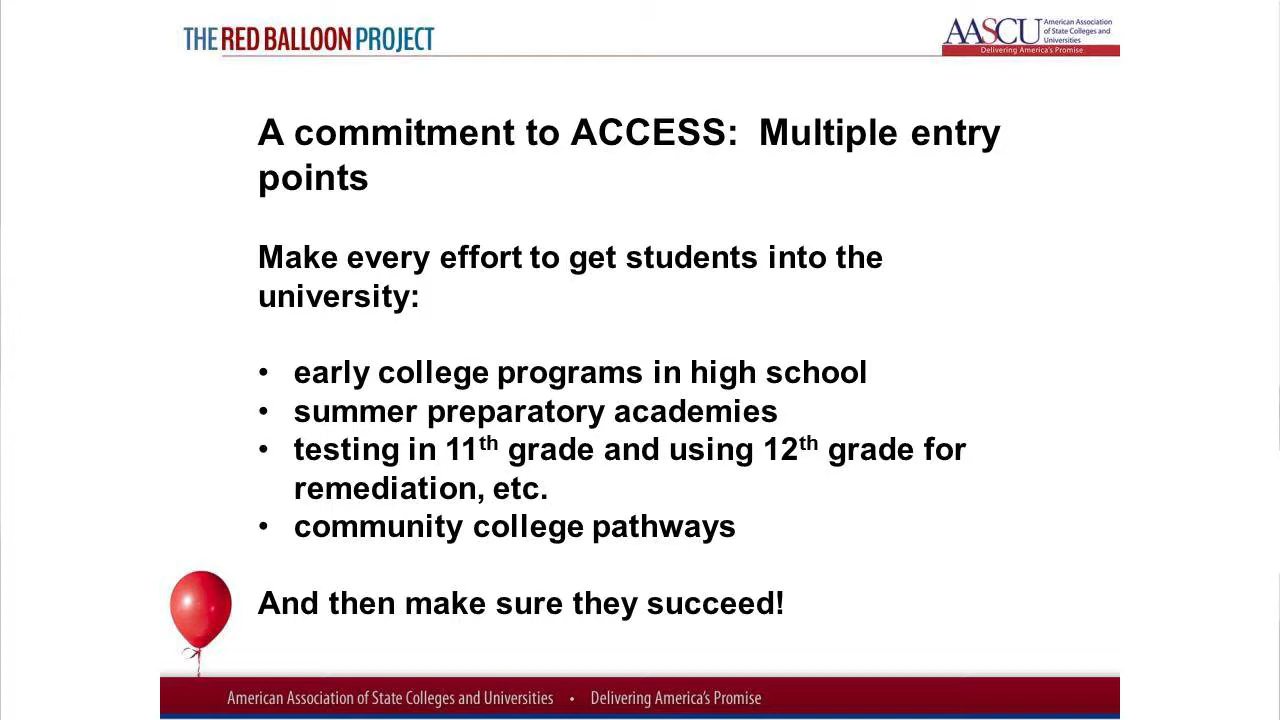 THE RED BALLOON PROJECT
AASCU American Association
of State Colleges and
Universities
Delivering America's Promise
A commitment to ACCESS:  Multiple entry
points
Make every effort to get students into the
university:
• early college programs in high school
• summer preparatory academies
• testing in 11th grade and using 12th grade for
remediation, etc.
• community college pathways
And then make sure they succeed!
American Association of State Colleges and Universities • Delivering America's Promise